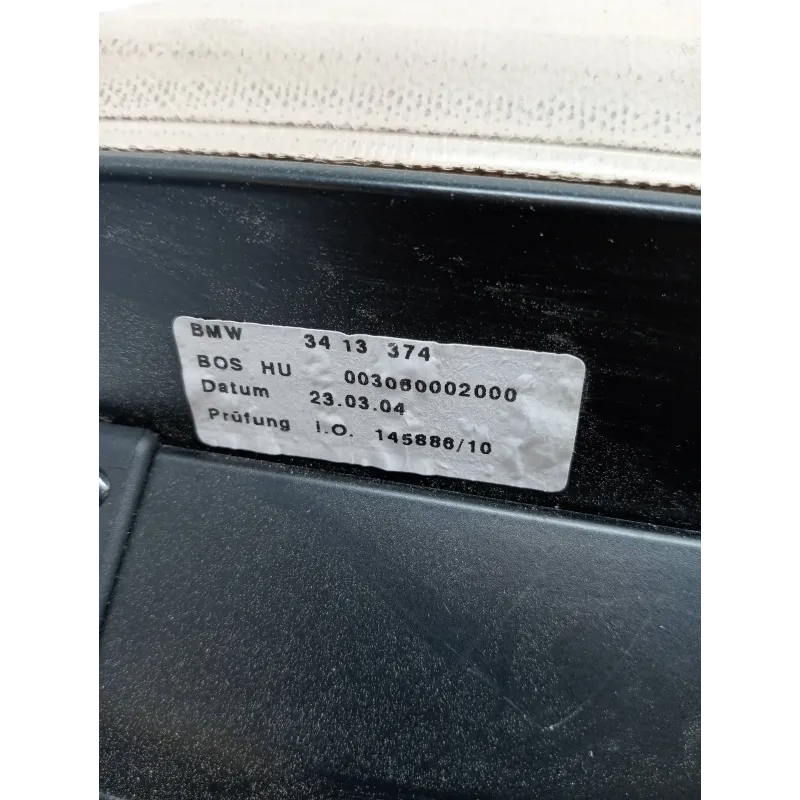 BMW 34 13 374
BOS HU 003060002000
Datum 23.03.04
Prüfung i.O. 145886/10